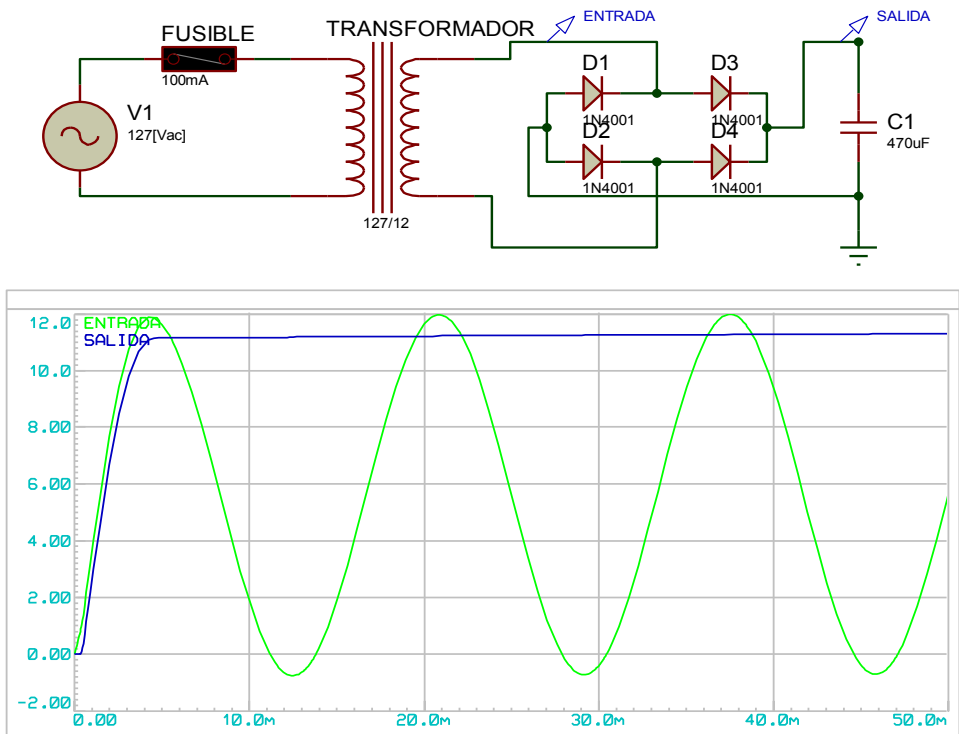 ENTRADA
SALIDA
FUSIBLE
TRANSFORMADOR
100mA
V1
127[Vac]
127/12
D1
D3
1N4001
1N4001
D2
D4
1N4001
1N4001
C1
470uF
ENTRADA
SALIDA
12.0
10.0
8.00
6.00
4.00
2.00
0.00
-2.00
0.00
10.0m
20.0m
30.0m
40.0m
50.0m